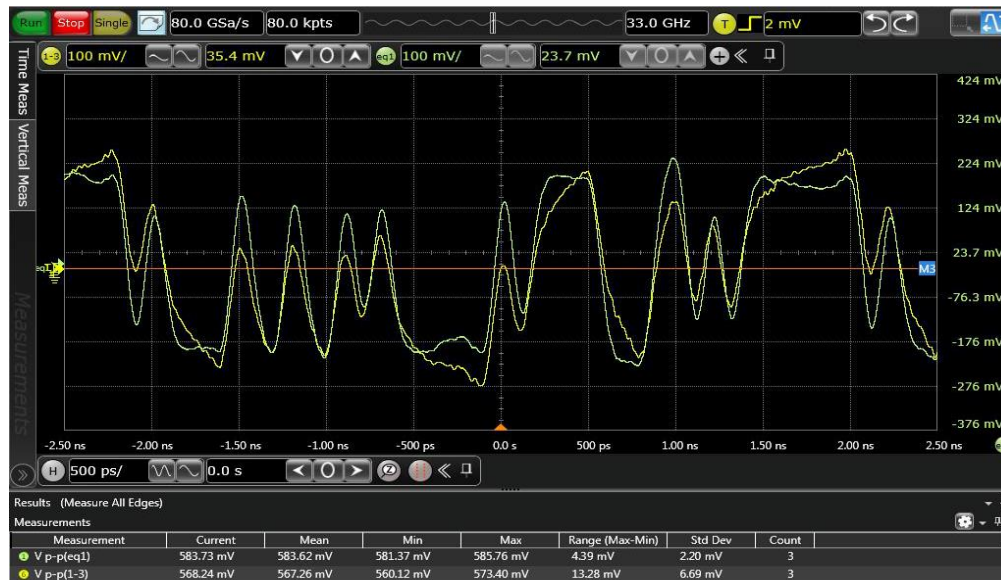 Run Stop Single 80.0 GSa/s 80.0 kpts 33.0 GHz T 2 mV
Time Meas
Vertical Meas
Measurements
1-3 100 mV/ 35.4 mV eq1 100 mV/ 23.7 mV
424 mV
324 mV
224 mV
124 mV
23.7 mV
M3
-76.3 mV
-176 mV
-276 mV
-376 mV
-2.50 ns -2.00 ns -1.50 ns -1.00 ns -500 ps 0.0 s 500 ps 1.00 ns 1.50 ns 2.00 ns 2.50 ns
H 500 ps/ 0.0 s
Results (Measure All Edges)
Measurements
Measurement Current Mean Min Max Range (Max-Min) Std Dev Count
V p-p(eq1) 583.73 mV 583.62 mV 581.37 mV 585.76 mV 4.39 mV 2.20 mV 3
V p-p(1-3) 568.24 mV 567.26 mV 560.12 mV 573.40 mV 13.28 mV 6.69 mV 3